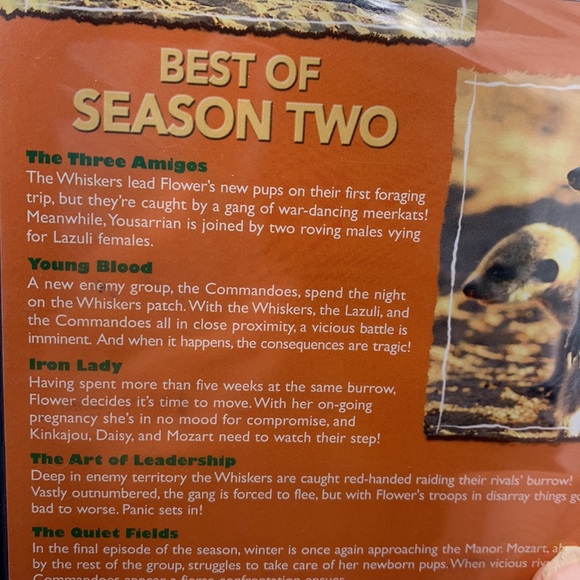 BEST OF
SEASON TWO
The Three Amigos
The Whiskers lead Flower's new pups on their first foraging
trip, but they're caught by a gang of war-dancing meerkats!
Meanwhile, Yousarrian is joined by two roving males vying
for Lazuli females.
Young Blood
A new enemy group, the Commandoes, spend the night
on the Whiskers patch. With the Whiskers, the Lazuli, and
the Commandoes all in close proximity, a vicious battle is
imminent. And when it happens, the consequences are tragic!
Iron Lady
Having spent more than five weeks at the same burrow,
Flower decides it's time to move. With her on-going
pregnancy she's in no mood for compromise, and
Kinkajou, Daisy, and Mozart need to watch their step!
The Art of Leadership
Deep in enemy territory the Whiskers are caught red-handed raiding their rivals' burrow!
Vastly outnumbered, the gang is forced to flee, but with Flower's troops in disarray things
bad to worse. Panic sets in!
The Quiet Fields
In the final episode of the season, winter is once again approaching the Manor. Mozart,
by the rest of the group, struggles to take care of her newborn pups. When vicious
Commandoes appear a fierce confrontation ensues